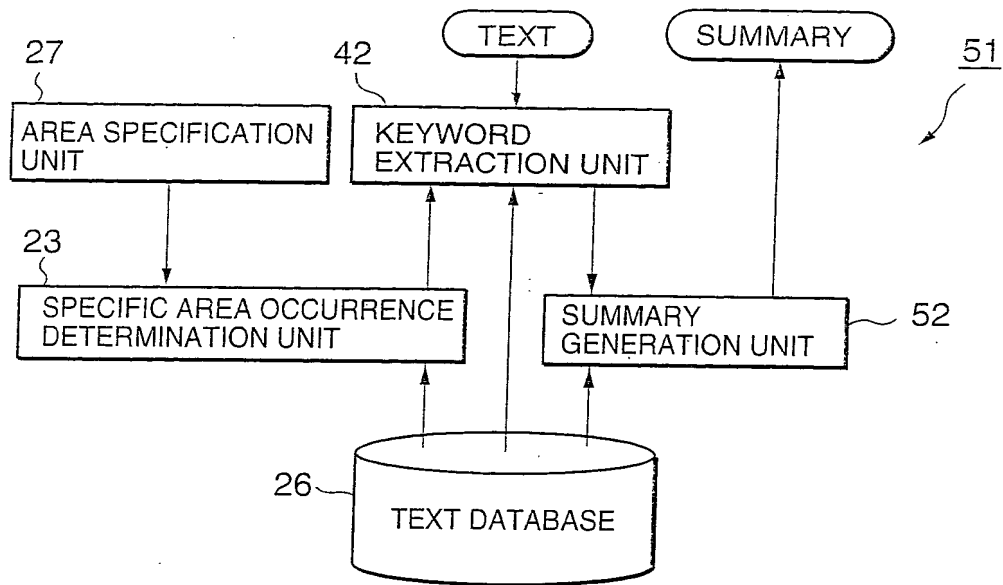 TEXT
SUMMARY
51
27
42
AREA SPECIFICATION
UNIT
KEYWORD
EXTRACTION UNIT
23
SPECIFIC AREA OCCURRENCE
DETERMINATION UNIT
SUMMARY
GENERATION UNIT
52
26
TEXT DATABASE